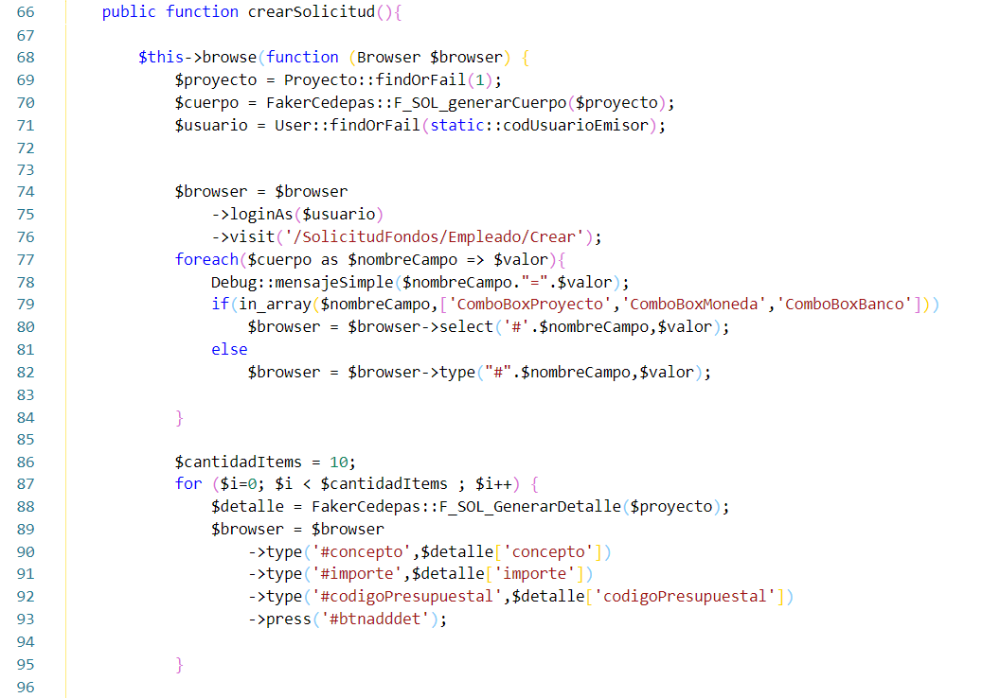 66 public function crearSolicitud(){
67
68 $this->browse(function (Browser $browser) {
69 $proyecto = Proyecto::findOrFail(1);
70 $cuerpo = FakerCedepas::F_SOL_generarCuerpo($proyecto);
71 $usuario = User::findOrFail(static::codUsuarioEmisor);
72
73
74 $browser = $browser
75 ->loginAs($usuario)
76 ->visit('/SolicitudFondos/Empleado/Crear');
77 foreach($cuerpo as $nombreCampo => $valor){
78 Debug::mensajeSimple($nombreCampo."=".$valor);
79 if(in_array($nombreCampo,['ComboBoxProyecto','ComboBoxMoneda','ComboBoxBanco']))
80 $browser = $browser->select('#'.$nombreCampo,$valor);
81 else
82 $browser = $browser->type("#".$nombreCampo,$valor);
83
84 }
85
86 $cantidadItems = 10;
87 for ($i=0; $i < $cantidadItems ; $i++) {
88 $detalle = FakerCedepas::F_SOL_GenerarDetalle($proyecto);
89 $browser = $browser
90 ->type('#concepto',$detalle['concepto'])
91 ->type('#importe',$detalle['importe'])
92 ->type('#codigoPresupuestal',$detalle['codigoPresupuestal'])
93 ->press('#btnadddet');
94
95 }
96